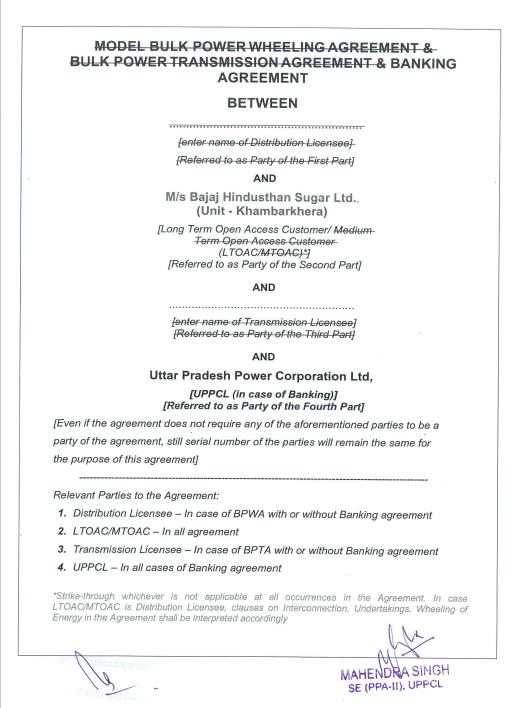 MODEL BULK POWER WHEELING AGREEMENT &
BULK POWER TRANSMISSION AGREEMENT & BANKING
AGREEMENT
BETWEEN
[enter name of Distribution Licensee]
[Referred to as Party of the First Part]
AND
M/s Bajaj Hindusthan Sugar Ltd.,
(Unit - Khambarkhera)
[Long Term Open Access Customer/ Medium
Term Open Access Customer
(LTOAC/MTOAC)*]
[Referred to as Party of the Second Part]
AND
[enter name of Transmission Licensee]
[Referred to as Party of the Third Part]
AND
Uttar Pradesh Power Corporation Ltd,
[UPPCL (in case of Banking)]
[Referred to as Party of the Fourth Part]
[Even if the agreement does not require any of the aforementioned parties to be a
party of the agreement, still serial number of the parties will remain the same for
the purpose of this agreement]
Relevant Parties to the Agreement:
1. Distribution Licensee – In case of BPWA with or without Banking agreement
2. LTOAC/MTOAC – In all agreement
3. Transmission Licensee – In case of BPTA with or without Banking agreement
4. UPPCL – In all cases of Banking agreement
*Strike-through whichever is not applicable at all occurrences in the Agreement. In case
LTOAC/MTOAC is Distribution Licensee, clauses on Interconnection, Undertakings, Wheeling of
Energy in the Agreement shall be interpreted accordingly
MAHENDRA SINGH
SE (PPA-II), UPPCL